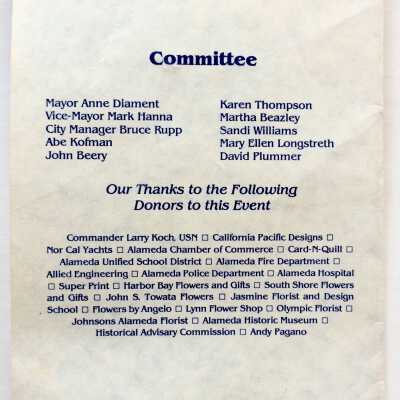 Committee
Mayor Anne Diament
Vice-Mayor Mark Hanna
City Manager Bruce Rupp
Abe Kofman
John Beery
Karen Thompson
Martha Beazley
Sandi Williams
Mary Ellen Longstreth
David Plummer
Our Thanks to the Following
Donors to this Event
Commander Larry Koch, USN □ California Pacific Designs □
Nor Cal Yachts □ Alameda Chamber of Commerce □ Card-N-Quill □
Alameda Unified School District □ Alameda Fire Department □
Allied Engineering □ Alameda Police Department □ Alameda Hospital
□ Super Print □ Harbor Bay Flowers and Gifts □ South Shore Flowers
and Gifts □ John S. Towata Flowers □ Jasmine Florist and Design
School □ Flowers by Angelo □ Lynn Flower Shop □ Olympic Florist □
Johnsons Alameda Florist □ Alameda Historic Museum □
Historical Advisary Commission □ Andy Pagano